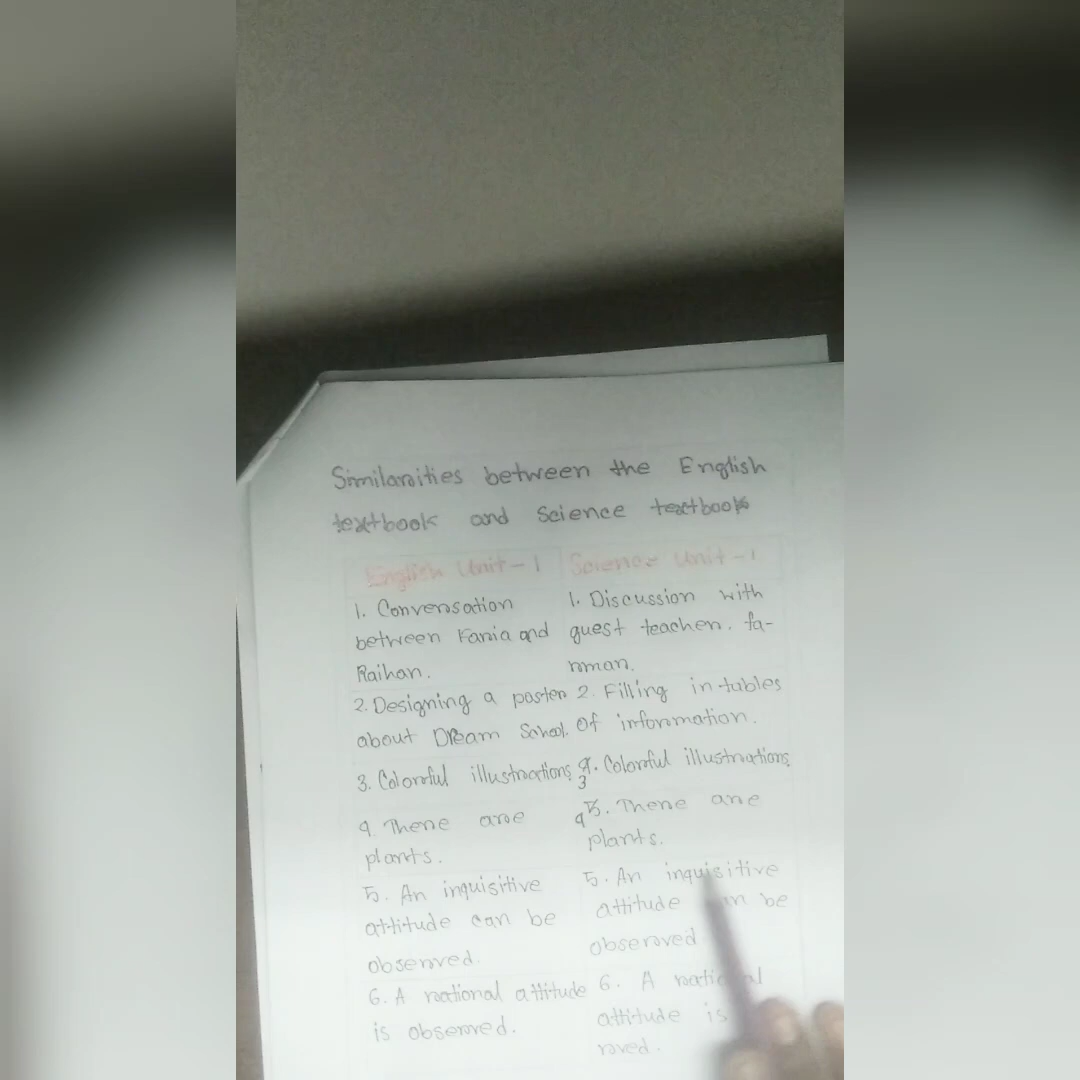 Similarities between the English
textbook and Science textbook
English Unit-1
Science Unit-1
1. Conversation
between Fania and
Raihan.
1. Discussion with
guest teacher. fa-
rman.
2. Designing a poster
about Dream School.
2. Filling in tables
of information.
3. Colorful illustrations
3. Colorful illustrations
4. There are
plants.
4 5. There are
plants.
5. An inquisitive
attitude can be
observed.
5. An inquisitive
attitude be
observed
6. A rational attitude
is observed.
6. A
attitude is
rved.